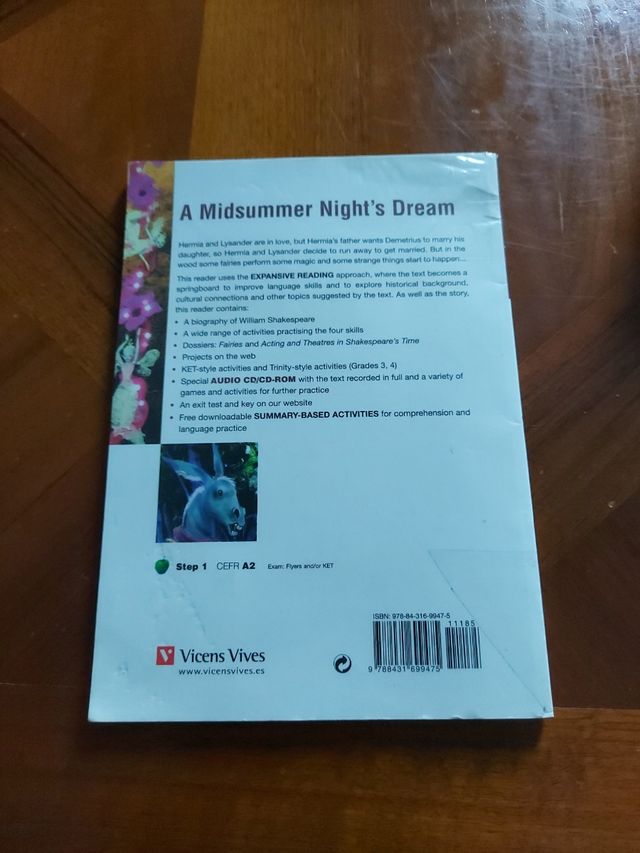 A Midsummer Night's Dream
Hermia and Lysander are in love, but Hermia's father wants Demetrius to marry his
daughter, so Hermia and Lysander decide to run away to get married. But in the
wood some fairies perform some magic and some strange things start to happen...
This reader uses the EXPANSIVE READING approach, where the text becomes a
springboard to improve language skills and to explore historical background,
cultural connections and other topics suggested by the text. As well as the story,
this reader contains:
• A biography of William Shakespeare
• A wide range of activities practising the four skills
• Dossiers: Fairies and Acting and Theatres in Shakespeare's Time
• Projects on the web
• KET-style activities and Trinity-style activities (Grades 3, 4)
• Special AUDIO CD/CD-ROM with the text recorded in full and a variety of
games and activities for further practice
• An exit test and key on our website
• Free downloadable SUMMARY-BASED ACTIVITIES for comprehension and
language practice
Step 1 CEFR A2 Exam: Flyers and/or KET
ISBN: 978-84-316-9947-5
11185
9 788431 699475
Vicens Vives
www.vicensvives.es